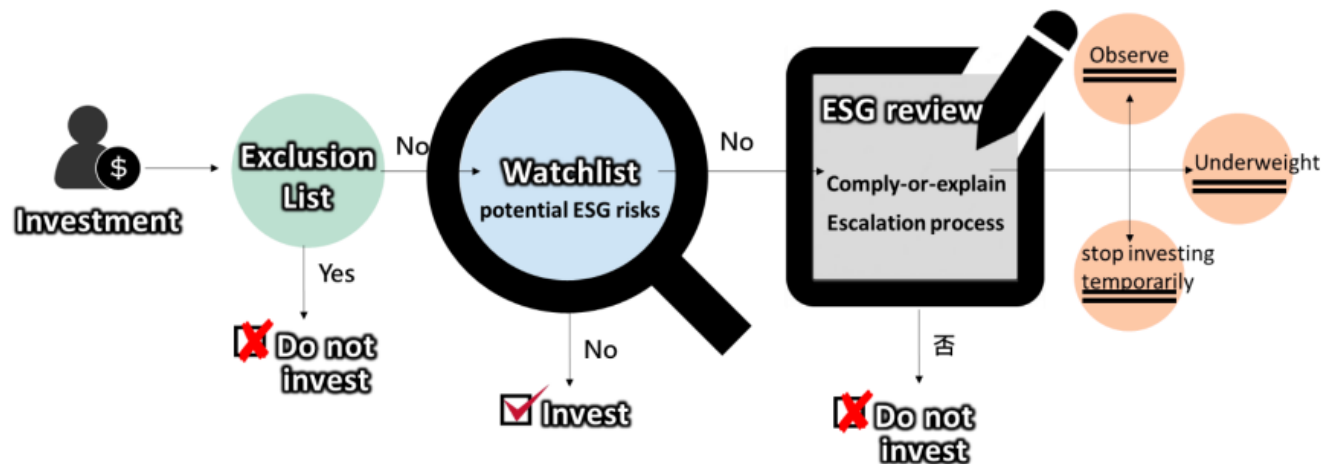 $
Investment
Exclusion
List
No
Yes
Do not
invest
Watchlist
potential ESG risks
No
No
Invest
ESG review
Comply-or-explain
Escalation process
否
Do not
invest
Observe
Underweight
stop investing
temporarily